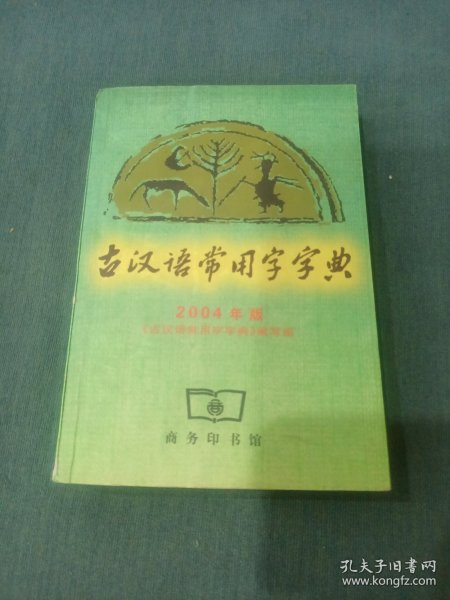 古汉语常用字字典
2004年版
《古汉语常用字字典》编写组
商务印书馆
孔夫子旧书网
www.kongfz.com